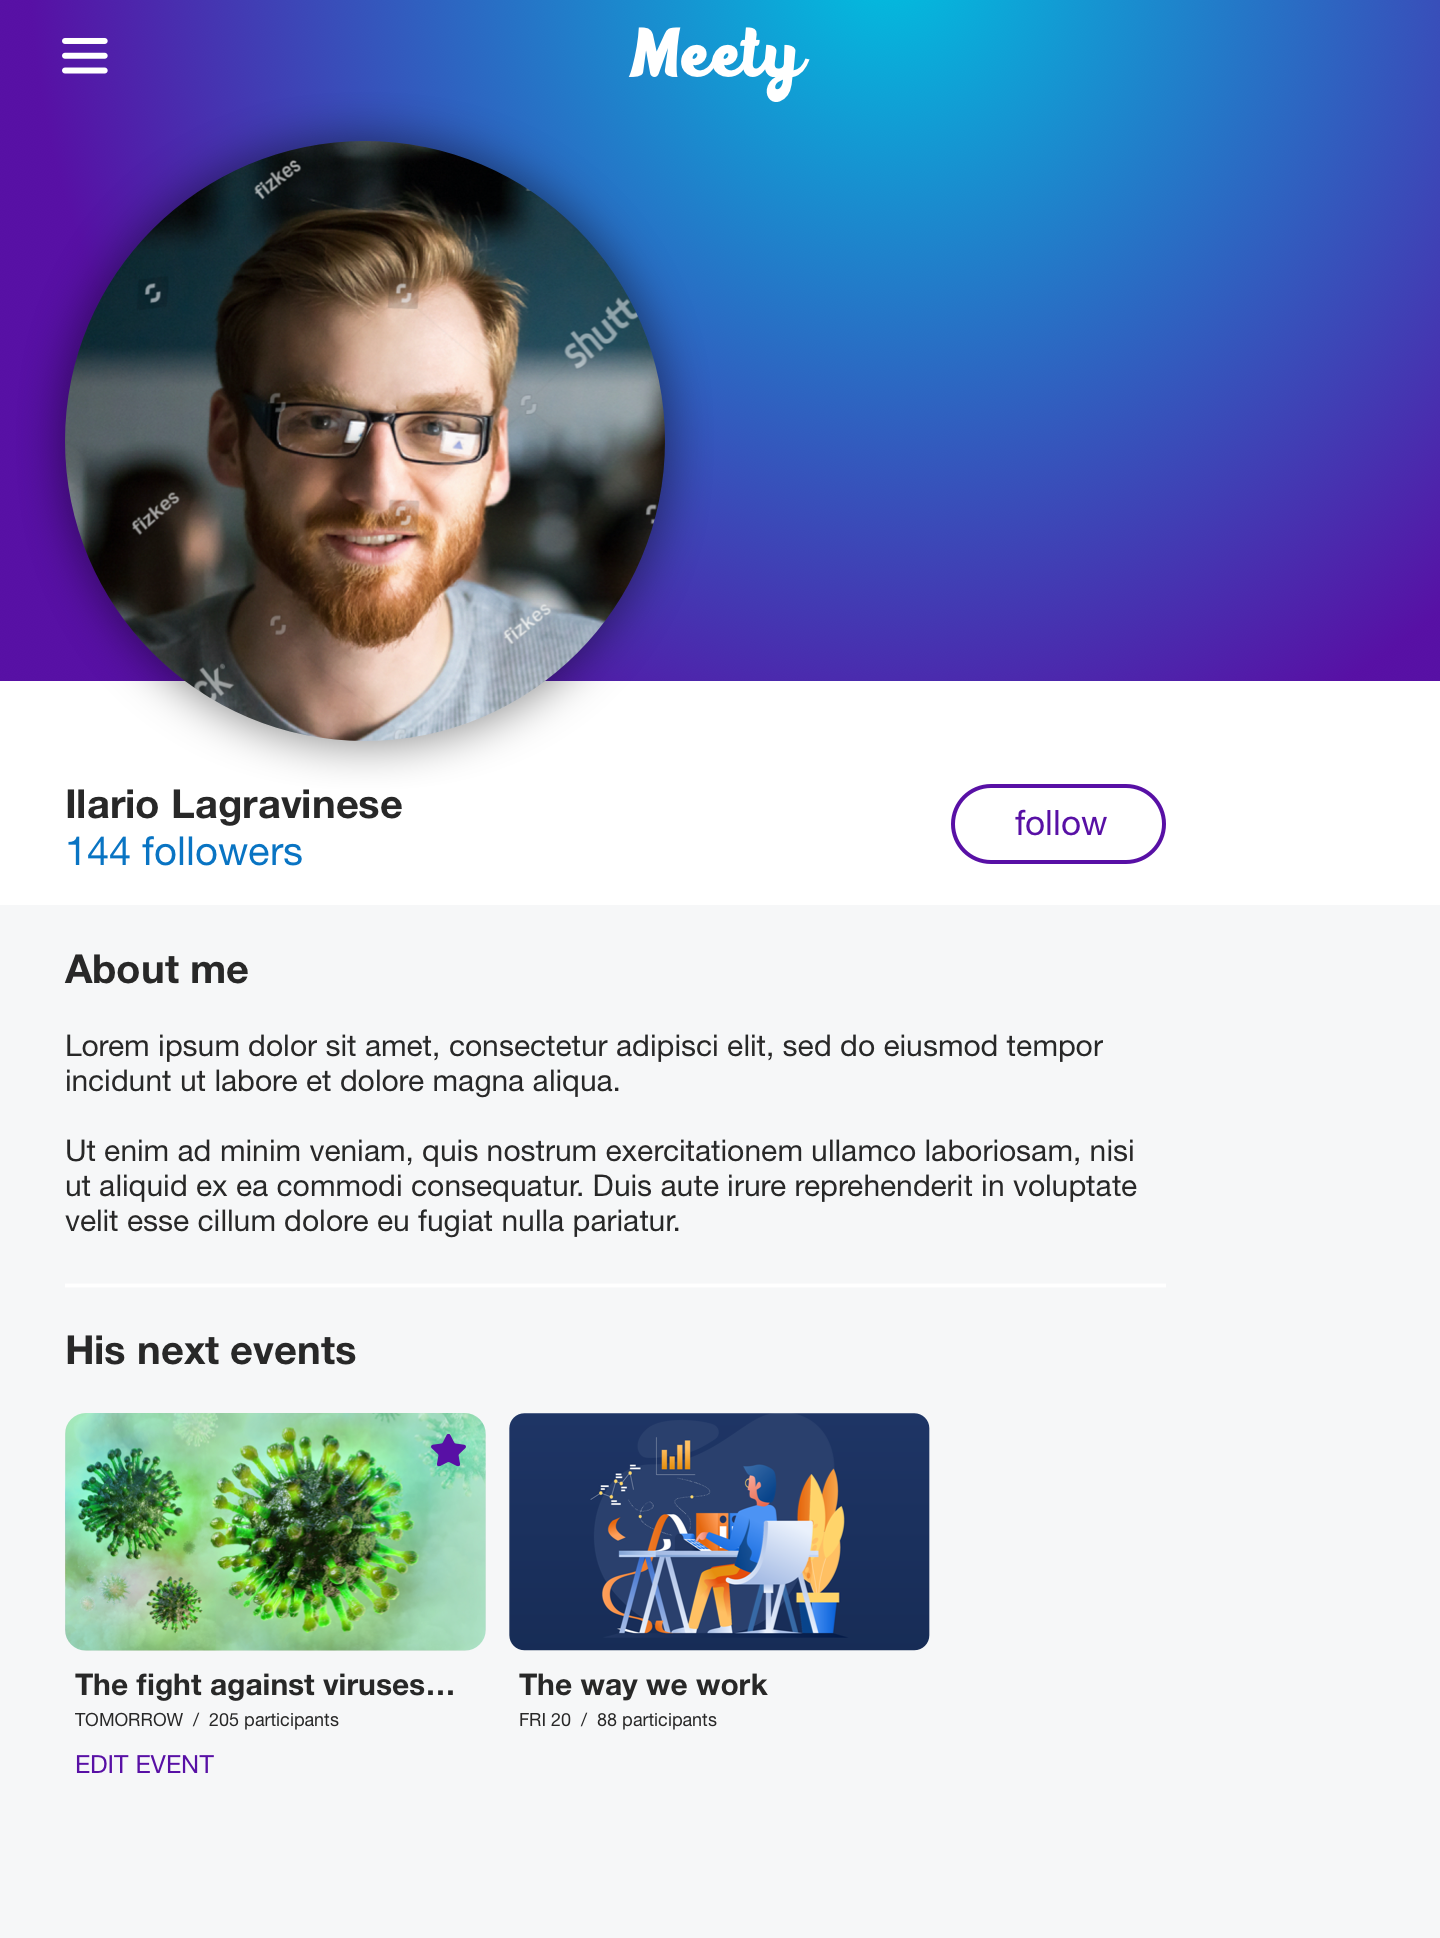 Meety
fizkes
shutt
fizkes
fizkes
ck
Ilario Lagravinese
144 followers
follow
About me
Lorem ipsum dolor sit amet, consectetur adipisci elit, sed do eiusmod tempor
incidunt ut labore et dolore magna aliqua.
Ut enim ad minim veniam, quis nostrum exercitationem ullamco laboriosam, nisi
ut aliquid ex ea commodi consequatur. Duis aute irure reprehenderit in voluptate
velit esse cillum dolore eu fugiat nulla pariatur.
His next events
The fight against viruses...
TOMORROW / 205 participants
EDIT EVENT
The way we work
FRI 20 / 88 participants